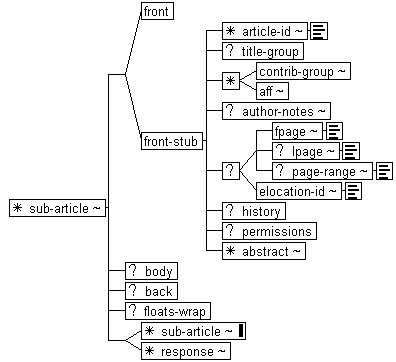 front
* article-id ~
? title-group
*
contrib-group ~
aff ~
? author-notes ~
front-stub
fpage ~
? lpage ~
?
? page-range ~
elocation-id ~
* sub-article ~
? history
? permissions
* abstract ~
? body
? back
? floats-wrap
* sub-article ~
* response ~